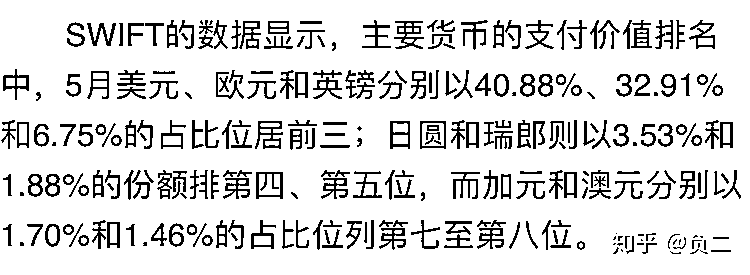 SWIFT的数据显示，主要货币的支付价值排名
中，5月美元、欧元和英镑分别以40.88%、32.91%
和6.75%的占比位居前三；日圆和瑞郎则以3.53%和
1.88%的份额排第四、第五位，而加元和澳元分别以
1.70%和1.46%的占比位列第七至第八位。
知乎 @负二